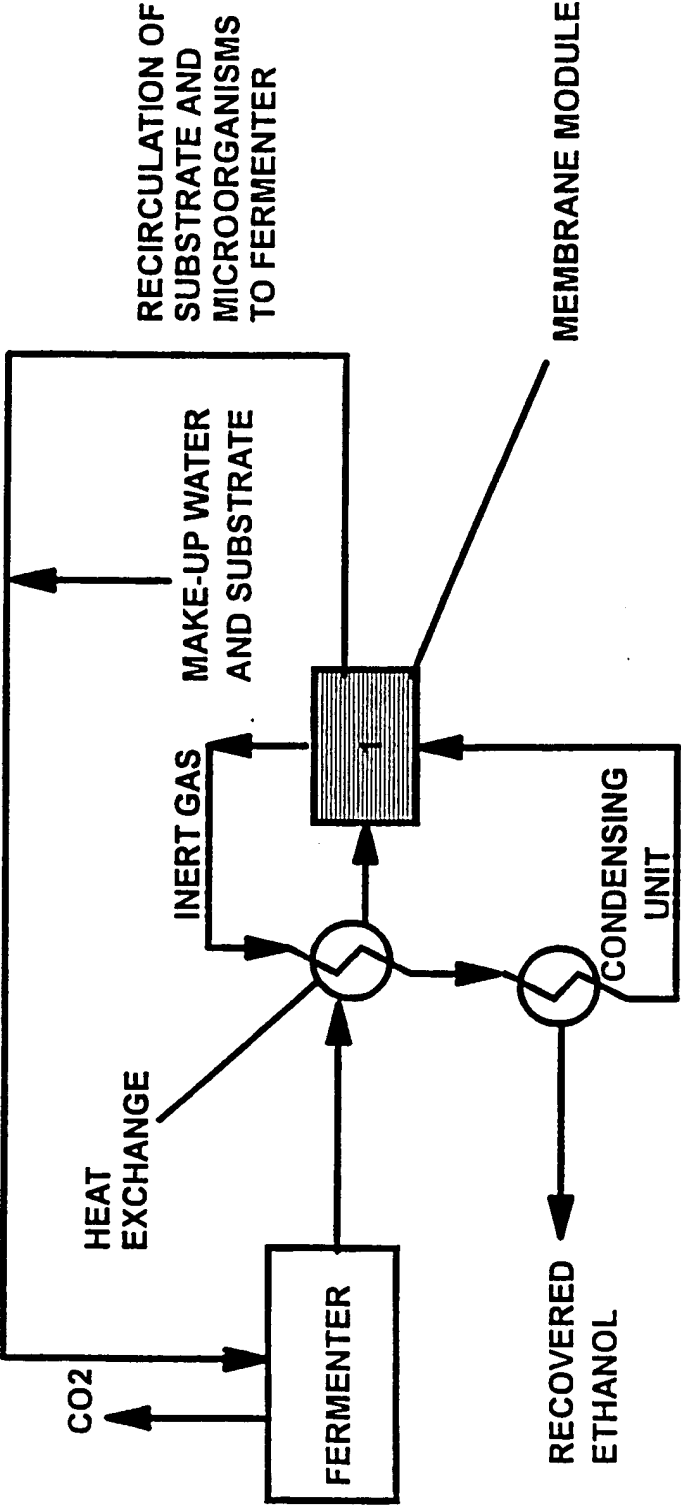 RECIRCULATION OF
SUBSTRATE AND
MICROORGANISMS
TO FERMENTER
MAKE-UP WATER
AND SUBSTRATE
INERT GAS
MEMBRANE MODULE
HEAT
EXCHANGE
CONDENSING
UNIT
CO2
FERMENTER
RECOVERED
ETHANOL